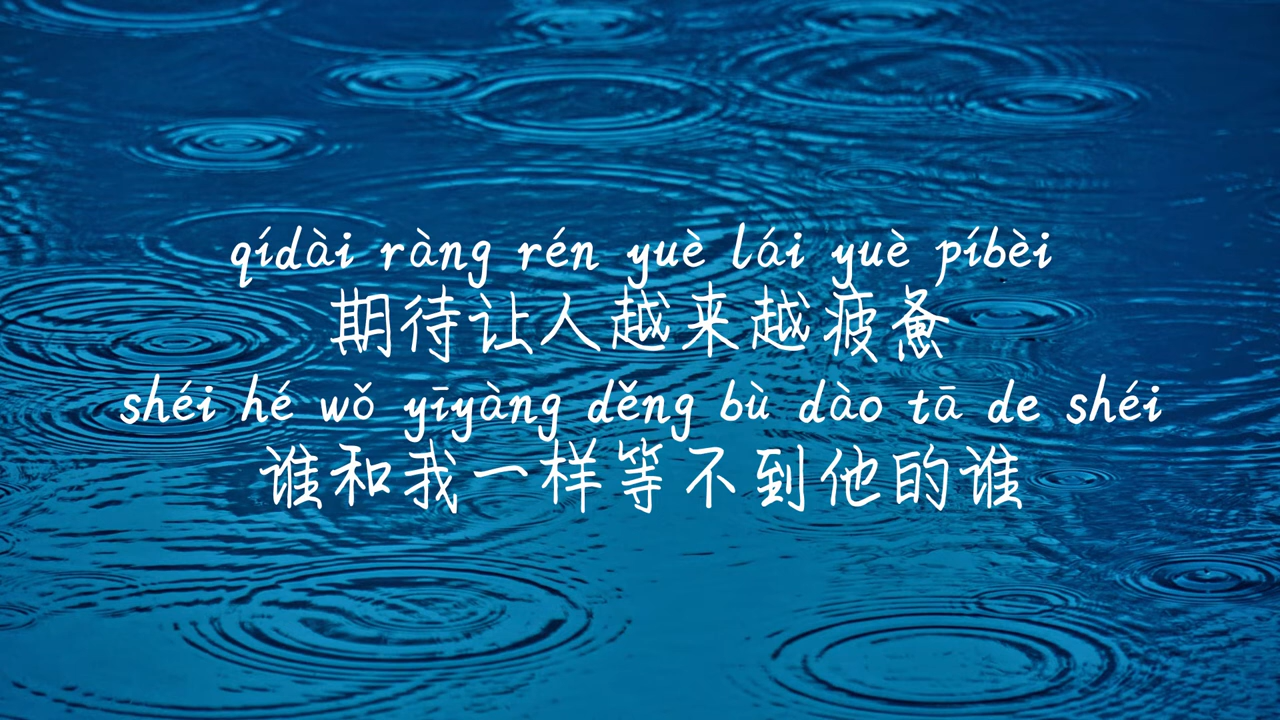 qídài ràng rén yuè lái yuè píbèi
期待让人越来越疲惫
shéi hé wǒ yīyàng děng bù dào tā de shéi
谁和我一样等不到他的谁